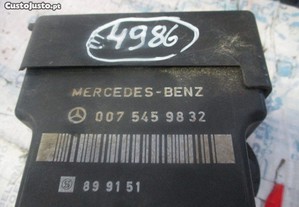 CustoJusto.pt
4986
MERCEDES-BENZ
007 545 98 32
89 91 51